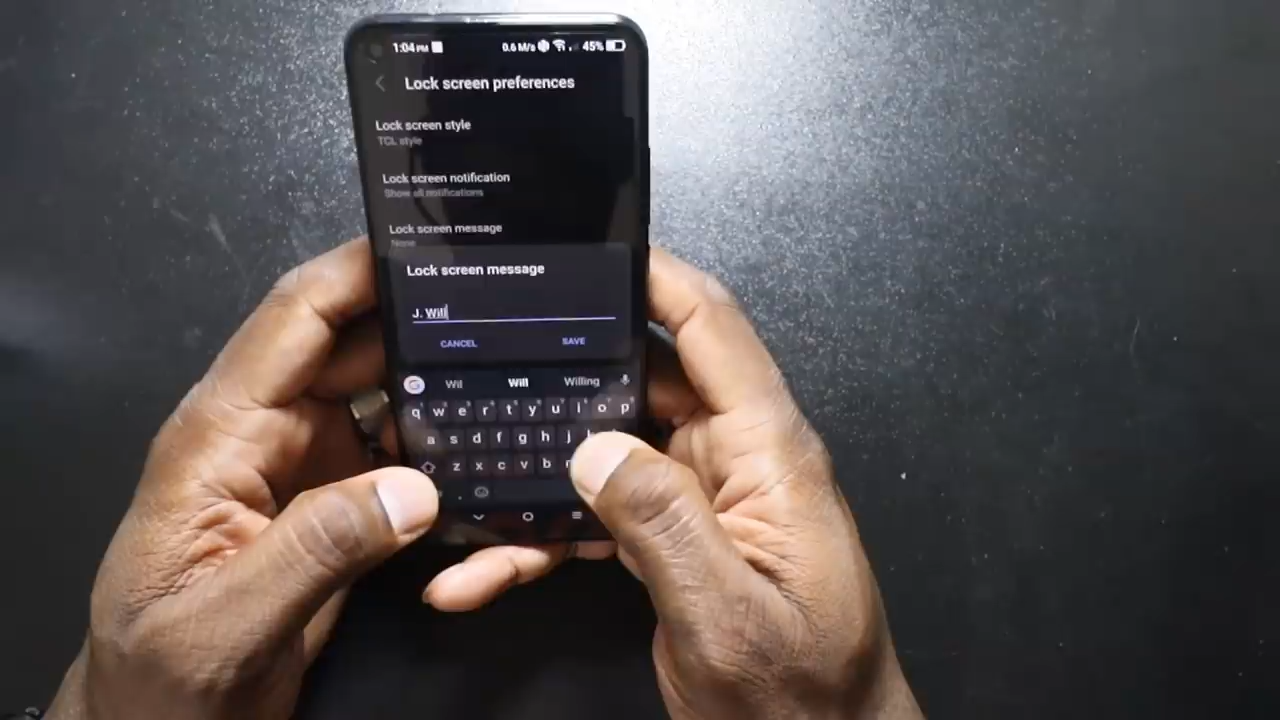 1:04 PM 0.6 M/s 45%
Lock screen preferences
Lock screen style
TCL style
Lock screen notification
Show all notifications
Lock screen message
None
Lock screen message
J. Will
CANCEL SAVE
G Wil Will Willing
q w e r t y u i o p
a s d f g h j
z x c v b
.